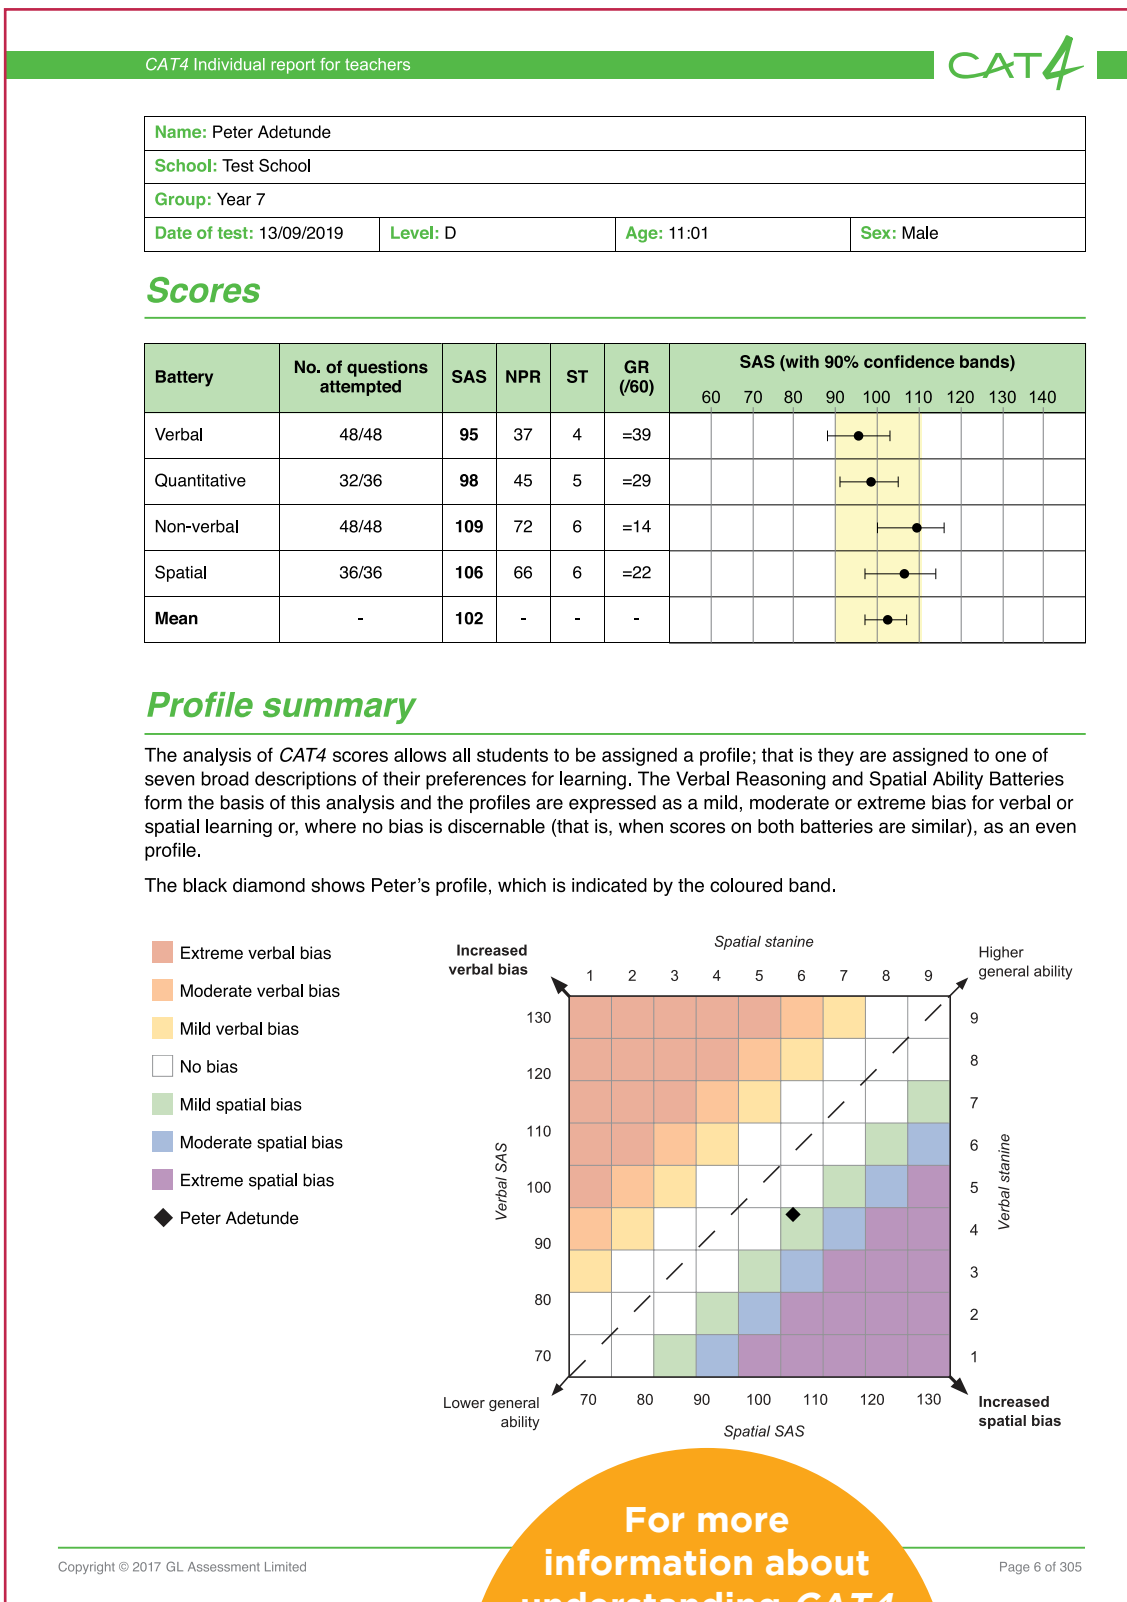 CAT4 Individual report for teachers
CAT4
Name: Peter Adetunde
School: Test School
Group: Year 7
Date of test: 13/09/2019 Level: D Age: 11:01 Sex: Male
Scores
Battery No. of questions attempted SAS NPR ST GR (/60) SAS (with 90% confidence bands)
60 70 80 90 100 110 120 130 140
Verbal 48/48 95 37 4 =39
Quantitative 32/36 98 45 5 =29
Non-verbal 48/48 109 72 6 =14
Spatial 36/36 106 66 6 =22
Mean - 102 - - -
Profile summary
The analysis of CAT4 scores allows all students to be assigned a profile; that is they are assigned to one of
seven broad descriptions of their preferences for learning. The Verbal Reasoning and Spatial Ability Batteries
form the basis of this analysis and the profiles are expressed as a mild, moderate or extreme bias for verbal or
spatial learning or, where no bias is discernable (that is, when scores on both batteries are similar), as an even
profile.
The black diamond shows Peter's profile, which is indicated by the coloured band.
Extreme verbal bias
Moderate verbal bias
Mild verbal bias
No bias
Mild spatial bias
Moderate spatial bias
Extreme spatial bias
Peter Adetunde
Increased
verbal bias
Spatial stanine
Higher
general ability
1 2 3 4 5 6 7 8 9
130
120
110
100
90
80
70
Verbal SAS
9
8
7
6
5
4
3
2
1
Verbal stanine
Lower general
ability
70 80 90 100 110 120 130
Spatial SAS
Increased
spatial bias
For more
information about
understanding CAT4
Copyright © 2017 GL Assessment Limited
Page 6 of 305